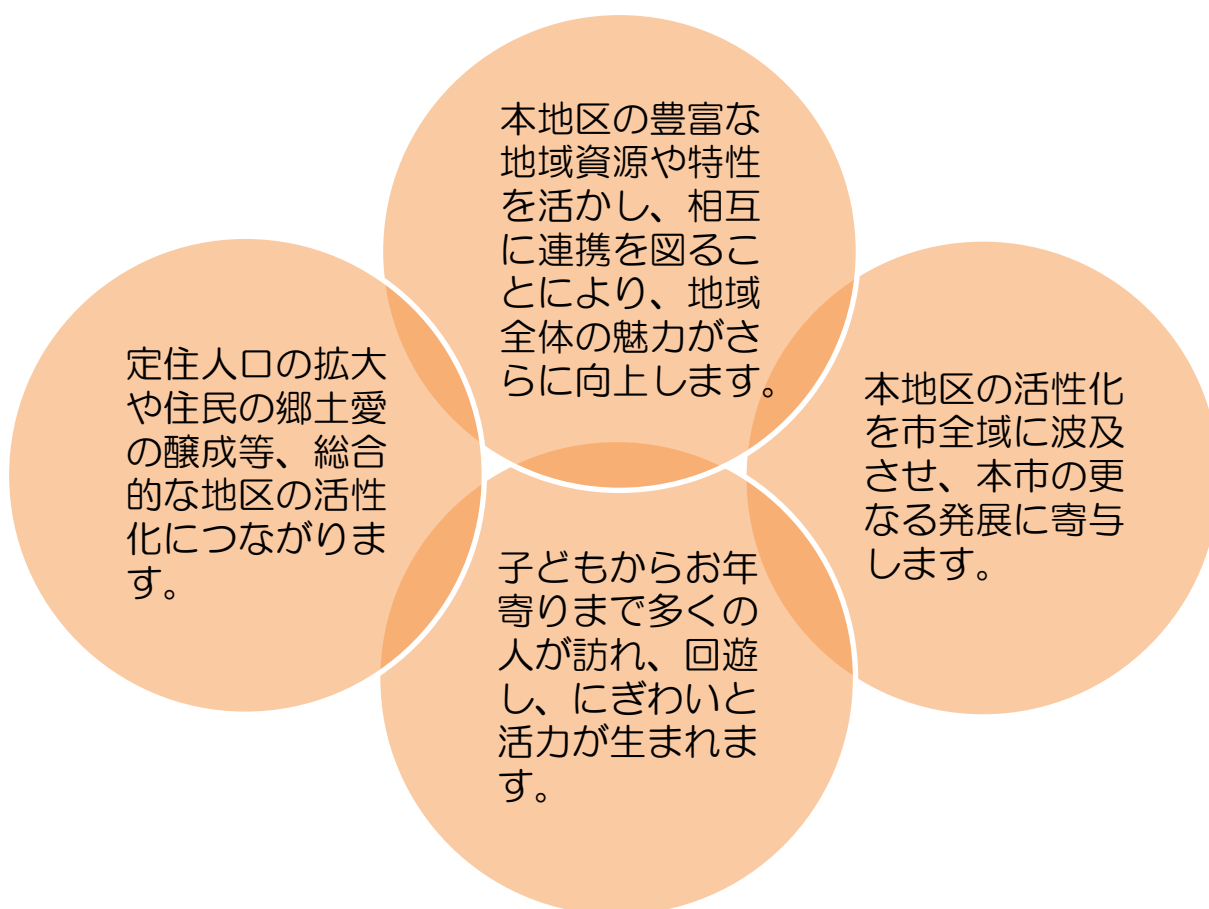 本地区の豊富な
地域資源や特性
を活かし、相互
に連携を図るこ
とにより、地域
全体の魅力がさ
らに向上します。
定住人口の拡大
や住民の郷土愛
の醸成等、総合
的な地区の活性
化につながりま
す。
本地区の活性化
を市全域に波及
させ、本市の更
なる発展に寄与
します。
子どもからお年
寄りまで多くの
人が訪れ、回遊
し、にぎわいと
活力が生まれま
す。